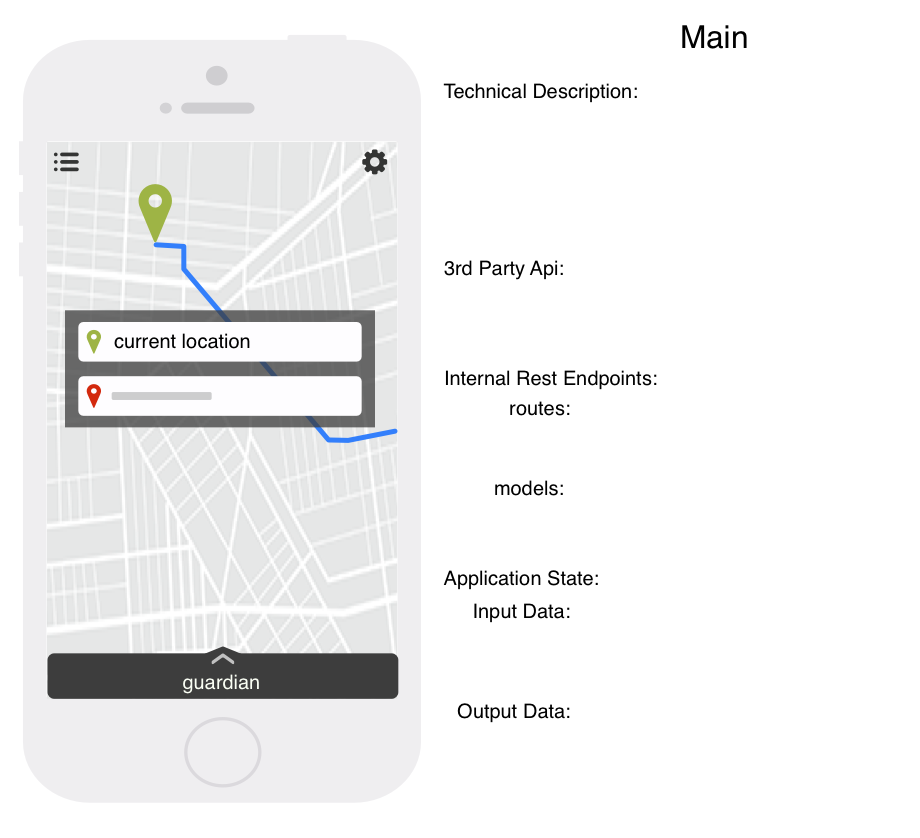 Main
Technical Description:
3rd Party Api:
Internal Rest Endpoints:
routes:
models:
Application State:
Input Data:
Output Data:
current location
guardian